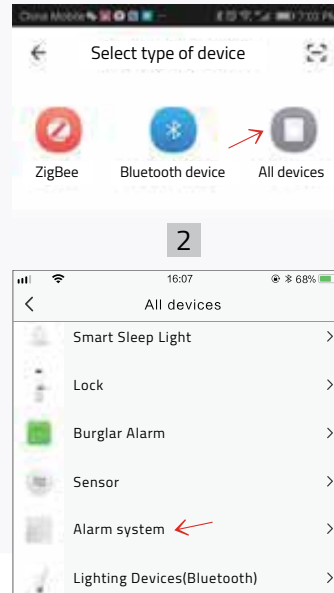 China Mobile 7:03 PM
Select type of device
ZigBee Bluetooth device All devices
2
16:07 68%
All devices
Smart Sleep Light
Lock
Burglar Alarm
Sensor
Alarm system
Lighting Devices(Bluetooth)